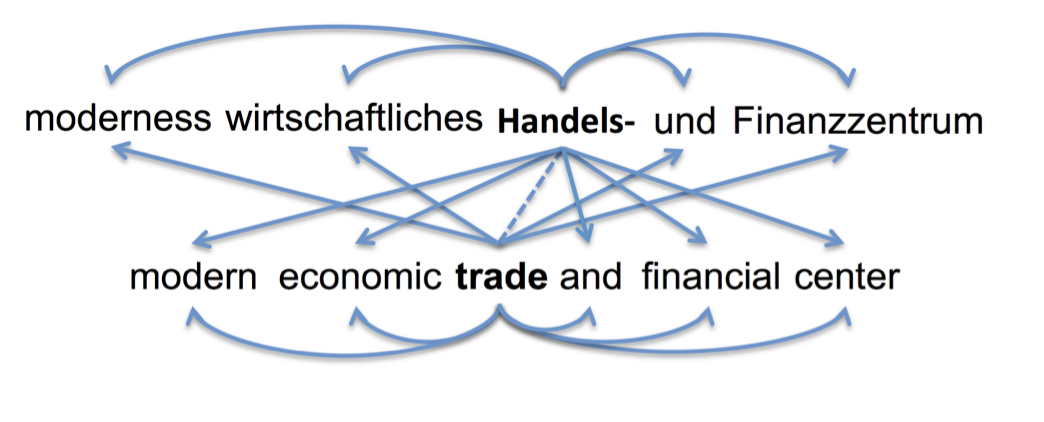 moderness wirtschaftliches Handels- und Finanzzentrum
modern economic trade and financial center